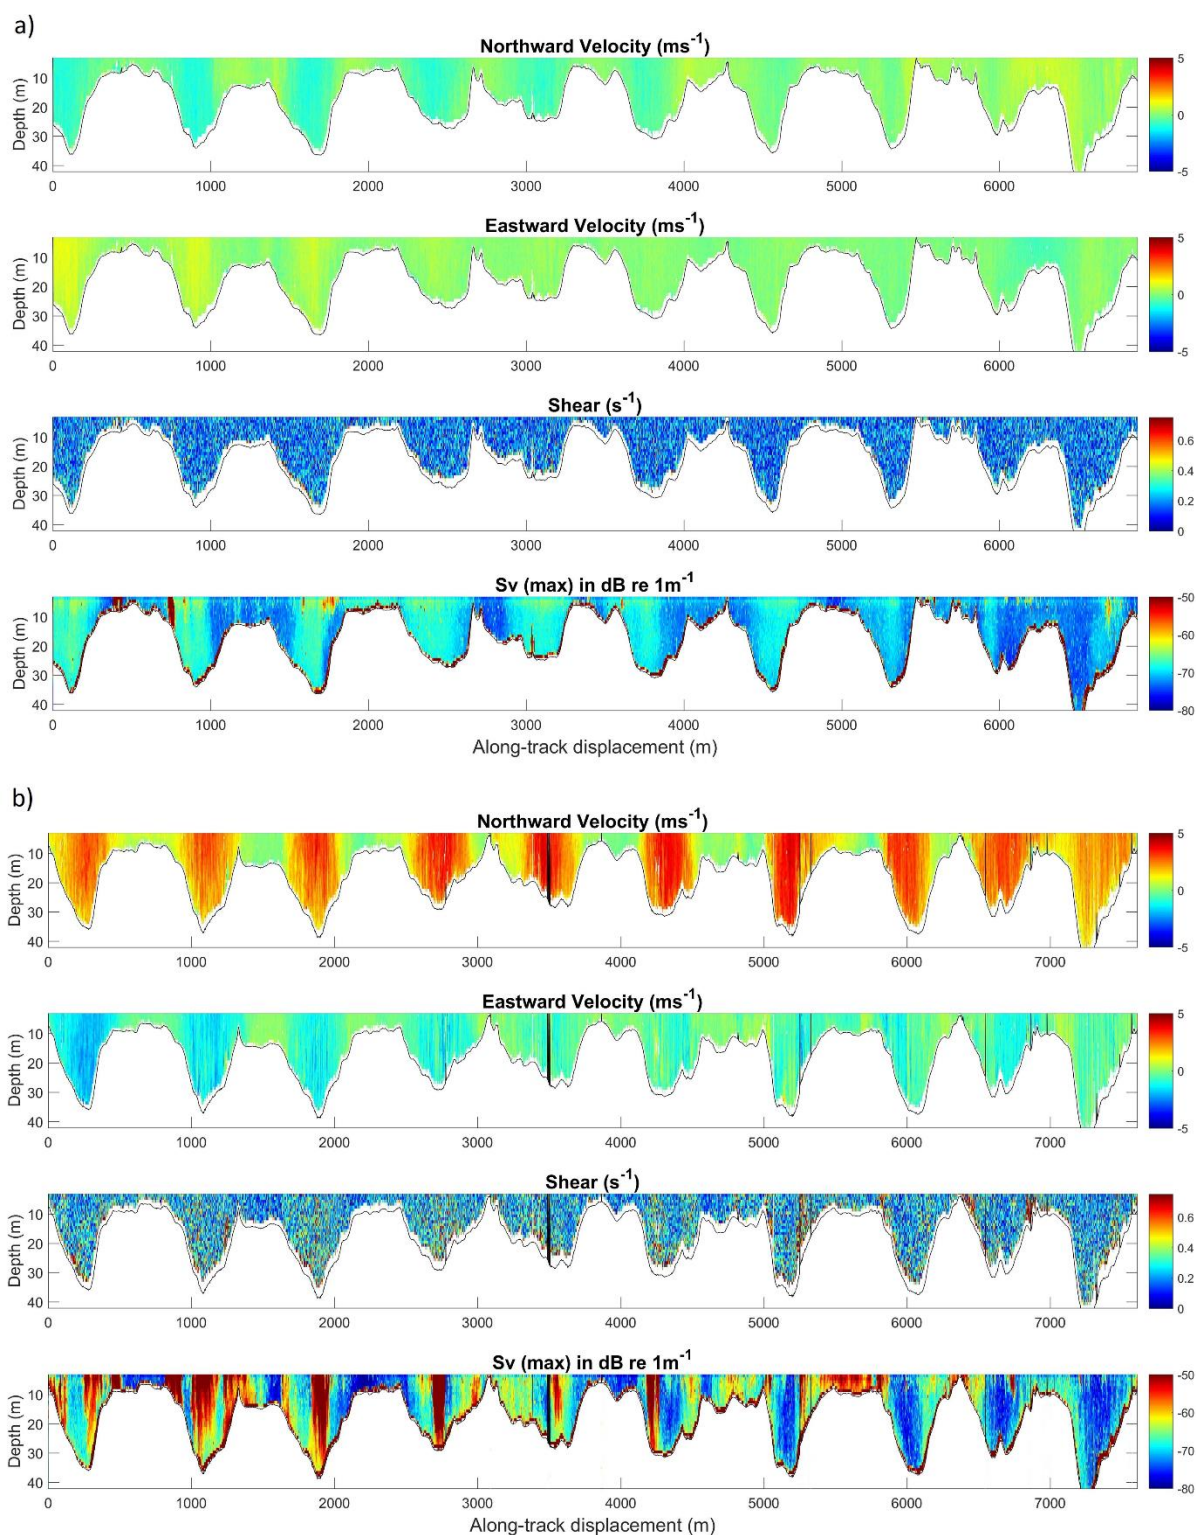 a)
Northward Velocity (ms⁻¹)
Depth (m)
10
20
30
40
0 1000 2000 3000 4000 5000 6000
5
0
-5
Eastward Velocity (ms⁻¹)
Depth (m)
10
20
30
40
0 1000 2000 3000 4000 5000 6000
5
0
-5
Shear (s⁻¹)
Depth (m)
10
20
30
40
0 1000 2000 3000 4000 5000 6000
0.6
0.4
0.2
0
Sv (max) in dB re 1m⁻¹
Depth (m)
10
20
30
40
0 1000 2000 3000 4000 5000 6000
-50
-60
-70
-80
Along-track displacement (m)
b)
Northward Velocity (ms⁻¹)
Depth (m)
10
20
30
40
0 1000 2000 3000 4000 5000 6000 7000
5
0
-5
Eastward Velocity (ms⁻¹)
Depth (m)
10
20
30
40
0 1000 2000 3000 4000 5000 6000 7000
5
0
-5
Shear (s⁻¹)
Depth (m)
10
20
30
40
0 1000 2000 3000 4000 5000 6000 7000
0.6
0.4
0.2
0
Sv (max) in dB re 1m⁻¹
Depth (m)
10
20
30
40
0 1000 2000 3000 4000 5000 6000 7000
-50
-60
-70
-80
Along-track displacement (m)